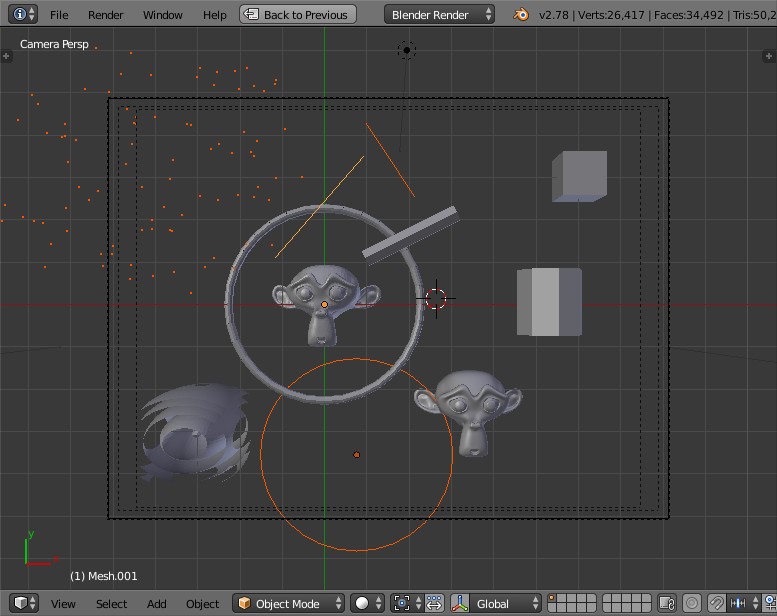 File Render Window Help Back to Previous Blender Render v2.78 | Verts:26,417 | Faces:34,492 | Tris:50,2
Camera Persp
y
(1) Mesh.001
View Select Add Object Object Mode Global